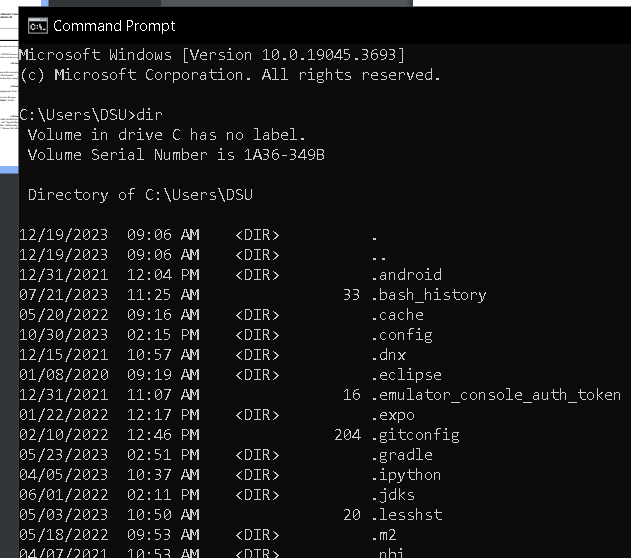 Command Prompt
Microsoft Windows [Version 10.0.19045.3693]
(c) Microsoft Corporation. All rights reserved.
C:\Users\DSU>dir
Volume in drive C has no label.
Volume Serial Number is 1A36-349B
Directory of C:\Users\DSU
12/19/2023 09:06 AM <DIR> .
12/19/2023 09:06 AM <DIR> ..
12/31/2021 12:04 PM <DIR> .android
07/21/2023 11:25 AM 33 .bash_history
05/20/2022 09:16 AM <DIR> .cache
10/30/2023 02:15 PM <DIR> .config
12/15/2021 10:57 AM <DIR> .dnx
01/08/2020 09:19 AM <DIR> .eclipse
12/31/2021 11:07 AM 16 .emulator_console_auth_token
01/22/2022 12:17 PM <DIR> .expo
02/10/2022 12:46 PM 204 .gitconfig
05/23/2023 02:51 PM <DIR> .gradle
04/05/2023 10:37 AM <DIR> .ipython
06/01/2022 02:11 PM <DIR> .jdks
05/03/2023 10:50 AM 20 .lesshst
05/18/2022 09:53 AM <DIR> .m2
04/07/2021 10:53 AM <DIR> .nbi